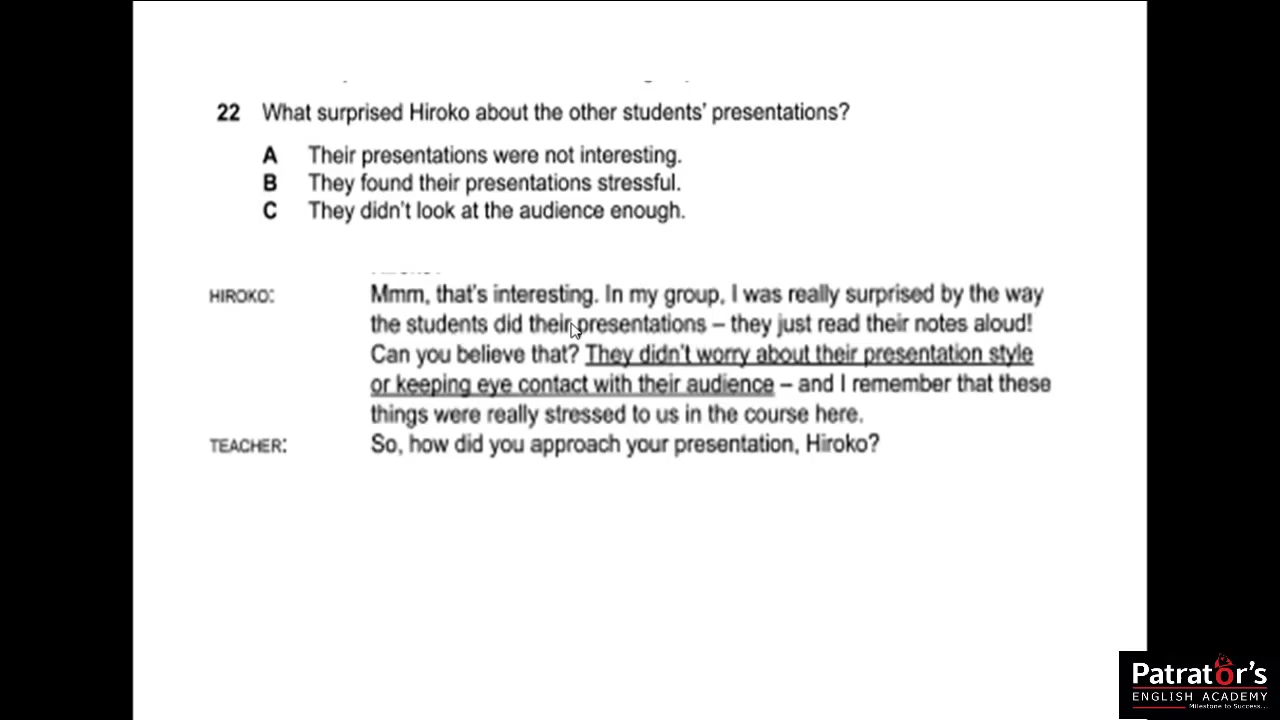 22 What surprised Hiroko about the other students' presentations?
A Their presentations were not interesting.
B They found their presentations stressful.
C They didn't look at the audience enough.
HIROKO: Mmm, that's interesting. In my group, I was really surprised by the way
the students did their presentations – they just read their notes aloud!
Can you believe that? They didn't worry about their presentation style
or keeping eye contact with their audience – and I remember that these
things were really stressed to us in the course here.
TEACHER: So, how did you approach your presentation, Hiroko?
Patrator's
ENGLISH ACADEMY
Milestone to Success...